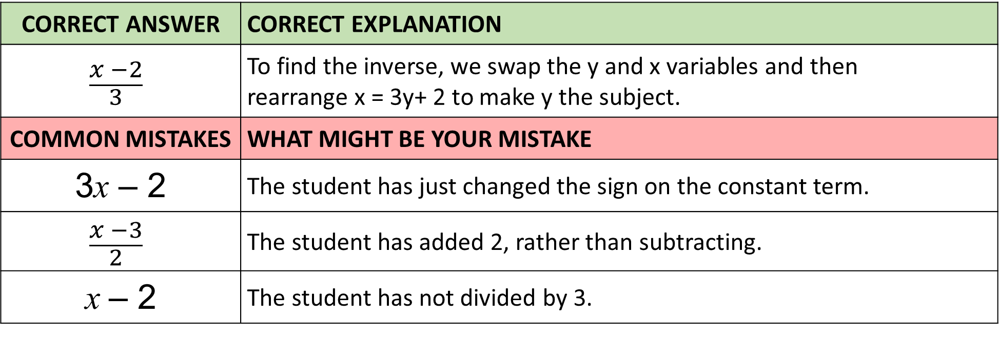 CORRECT ANSWER
CORRECT EXPLANATION
x − 2
3
To find the inverse, we swap the y and x variables and then
rearrange x = 3y+ 2 to make y the subject.
COMMON MISTAKES
WHAT MIGHT BE YOUR MISTAKE
3x − 2
The student has just changed the sign on the constant term.
x − 3
2
The student has added 2, rather than subtracting.
x − 2
The student has not divided by 3.